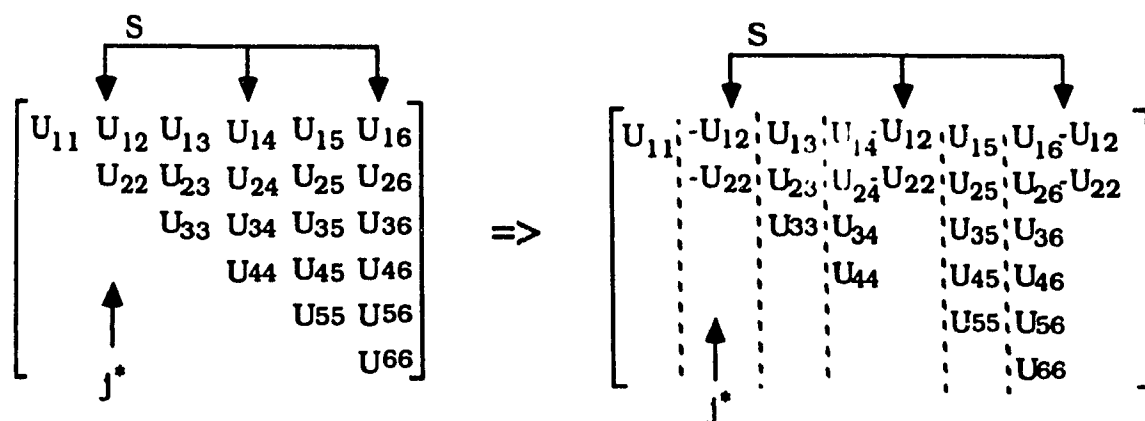 S S
U11 U12 U13 U14 U15 U16 -U12 U13 U14-U12 U15 U16-U12
U11
U22 U23 U24 U25 U26 -U22 U23 U24-U22 U25 U26-U22
U33 U34 U35 U36 => U33 U34 U35 U36
U44 U45 U46 U44 U45 U46
U55 U56 U55 U56
U66 U66
j* j*